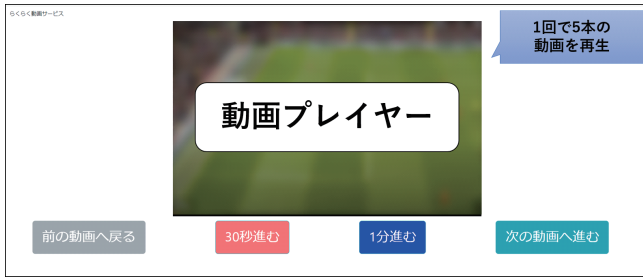 らくらく動画サービス
1回で5本の
動画を再生
動画プレイヤー
前の動画へ戻る
30秒進む
1分進む
次の動画へ進む